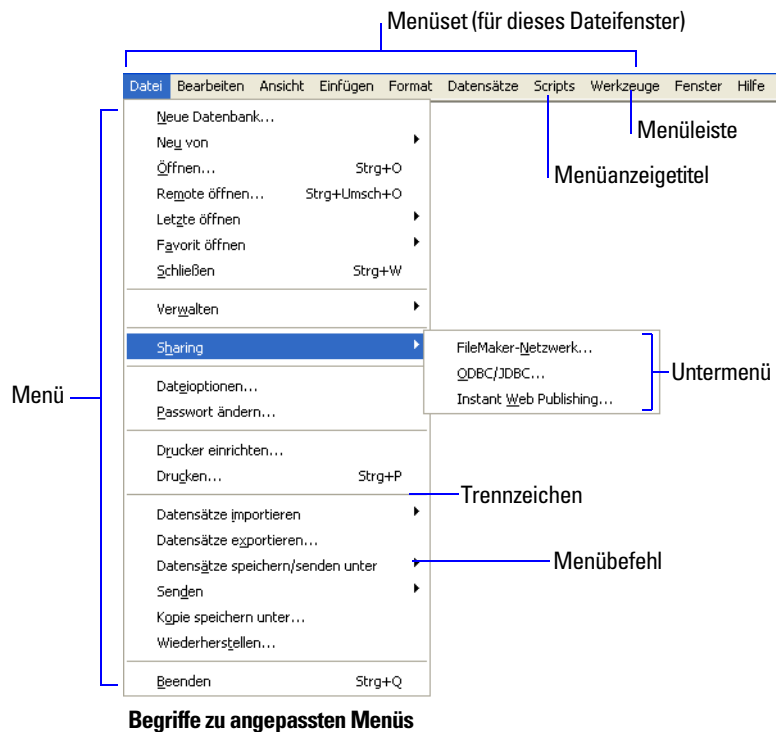 Menüset (für dieses Dateifenster)
Datei Bearbeiten Ansicht Einfügen Format Datensätze Scripts Werkzeuge Fenster Hilfe
Menüleiste
Menüanzeigetitel
Neue Datenbank...
Neu von
Öffnen... Strg+O
Remote öffnen... Strg+Umsch+O
Letzte öffnen
Favorit öffnen
Schließen Strg+W
Verwalten
Sharing
FileMaker-Netzwerk...
ODBC/JDBC...
Instant Web Publishing...
Untermenü
Dateioptionen...
Passwort ändern...
Menü
Drucker einrichten...
Drucken... Strg+P
Trennzeichen
Datensätze importieren
Datensätze exportieren...
Datensätze speichern/senden unter
Menübefehl
Senden
Kopie speichern unter...
Wiederherstellen...
Beenden Strg+Q
Begriffe zu angepassten Menüs